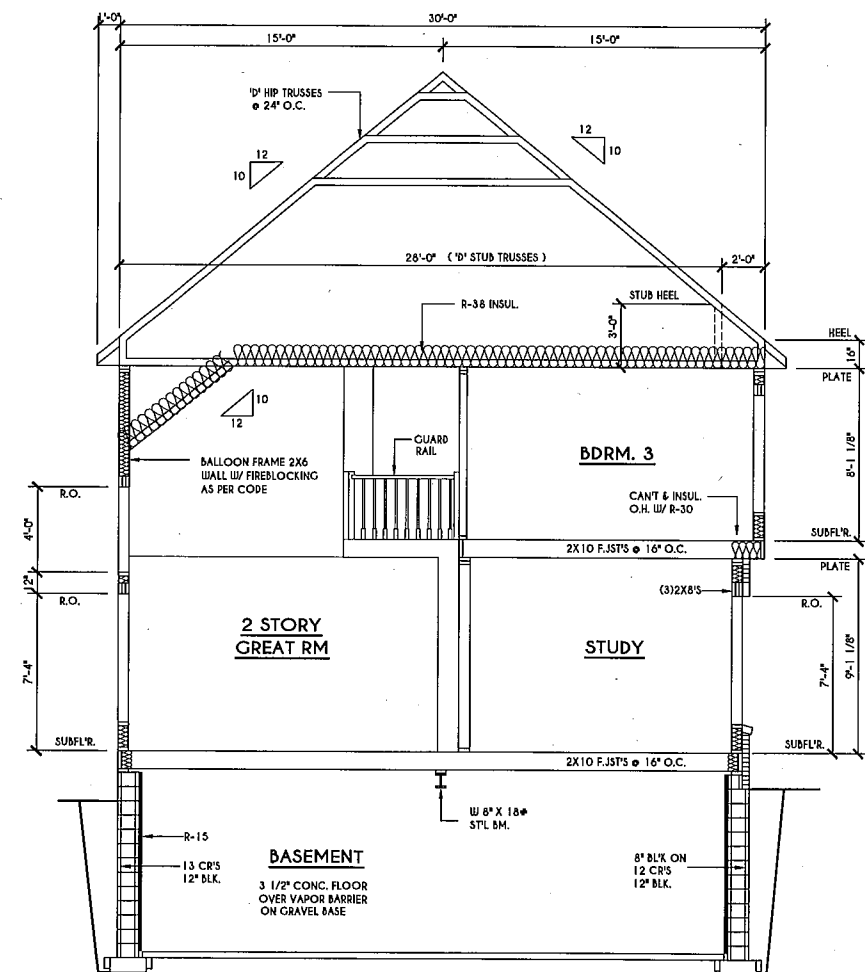 1'-0"
30'-0"
15'-0"
15'-0"
'D' HIP TRUSSES
@ 24" O.C.
12
10
12
10
28'-0" ( 'D' STUB TRUSSES )
2'-0"
STUB HEEL
3'-0"
R-38 INSUL.
HEEL
16"
PLATE
10
12
GUARD
RAIL
BALLOON FRAME 2X6
WALL W/ FIREBLOCKING
AS PER CODE
BDRM. 3
8'-1 1/8"
R.O.
4'-0"
CAN'T & INSUL.
O.H. W/ R-30
SUBFL'R.
2X10 F.JST'S @ 16" O.C.
PLATE
12"
R.O.
(3)2X8'S
R.O.
2 STORY
GREAT RM
STUDY
7'-4"
7'-4"
9'-1 1/8"
SUBFL'R.
SUBFL'R.
2X10 F.JST'S @ 16" O.C.
W 8" X 18#
ST'L BM.
R-15
13 CR'S
12" BLK.
BASEMENT
3 1/2" CONC. FLOOR
OVER VAPOR BARRIER
ON GRAVEL BASE
8" BL'K ON
12 CR'S
12" BLK.